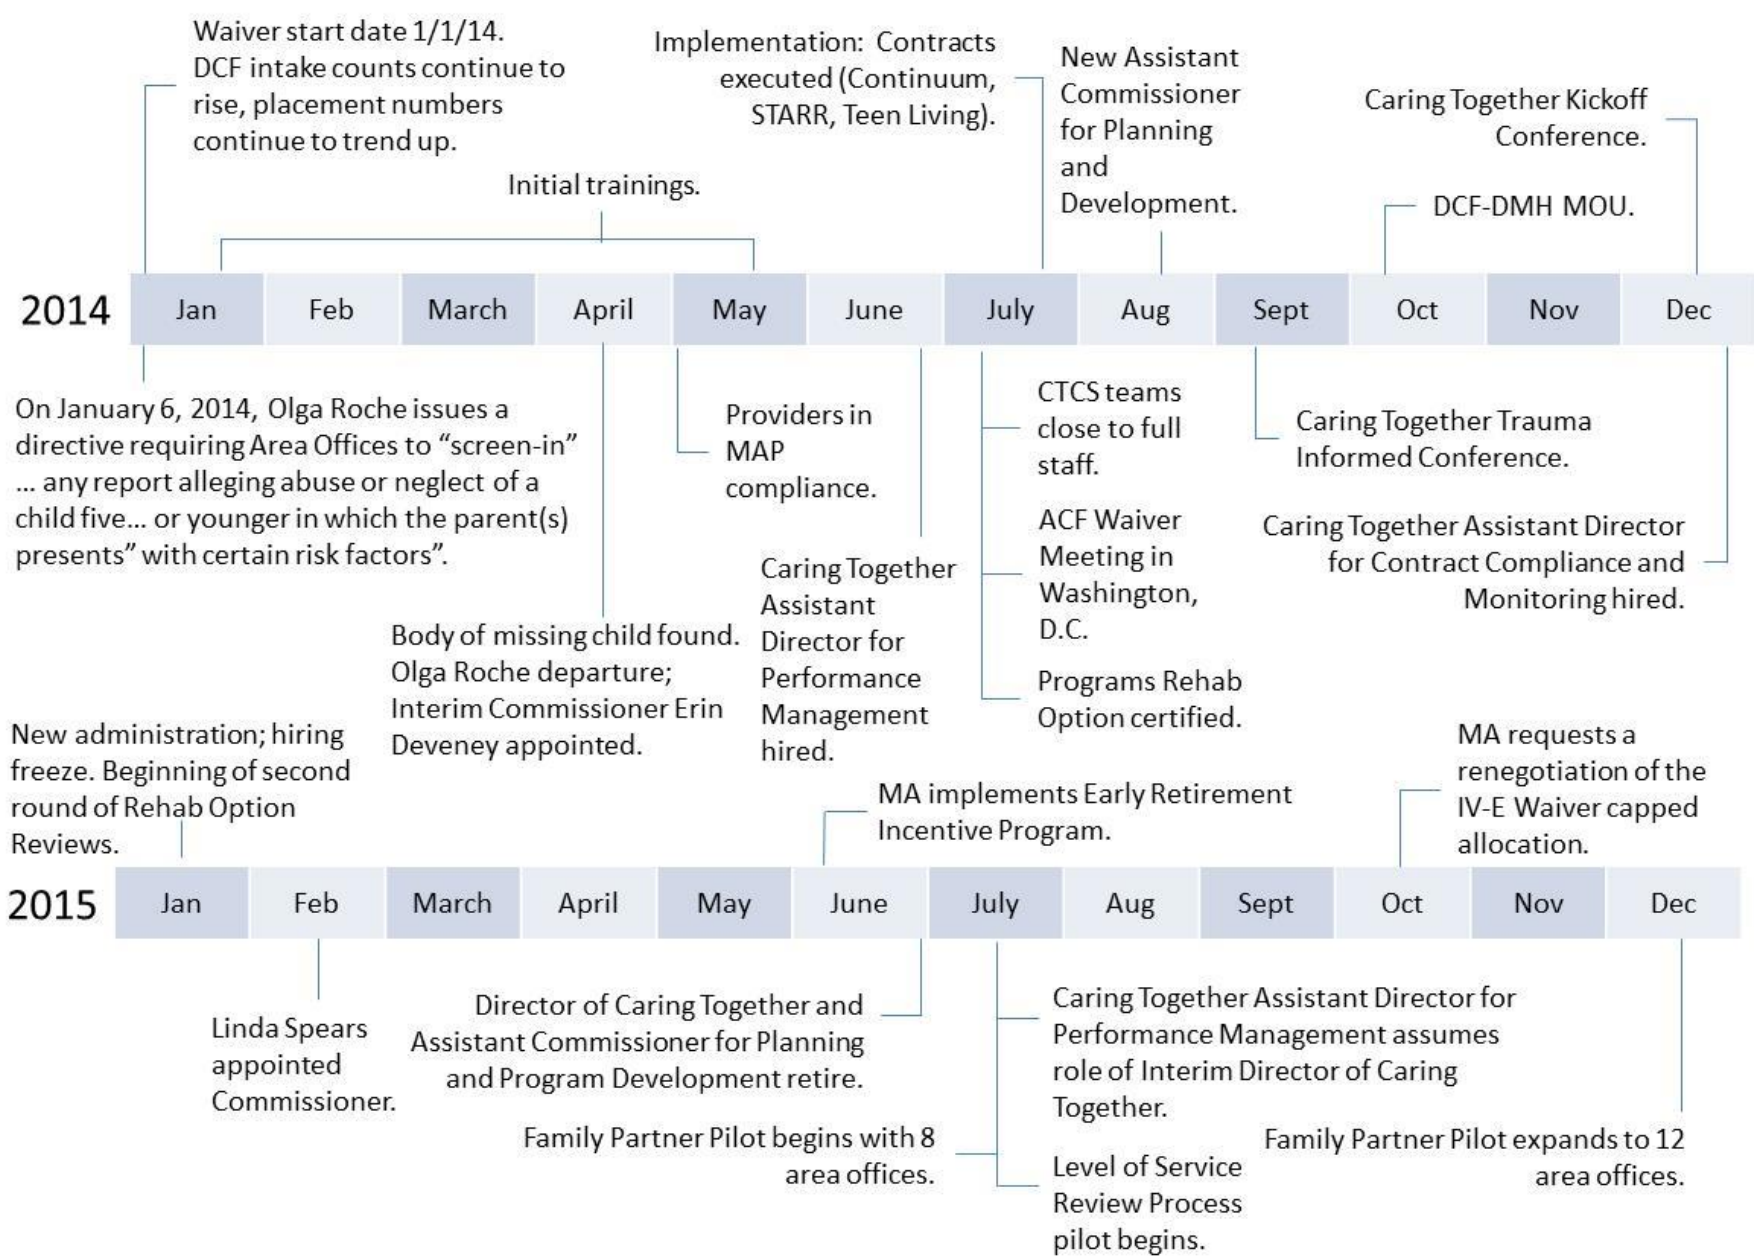 Waiver start date 1/1/14.
DCF intake counts continue to
rise, placement numbers
continue to trend up.
Initial trainings.
Implementation: Contracts
executed (Continuum,
STARR, Teen Living).
New Assistant
Commissioner
for Planning
and
Development.
Caring Together Kickoff
Conference.
DCF-DMH MOU.
2014
Jan
Feb
March
April
May
June
July
Aug
Sept
Oct
Nov
Dec
On January 6, 2014, Olga Roche issues a
directive requiring Area Offices to “screen-in”
… any report alleging abuse or neglect of a
child five… or younger in which the parent(s)
presents” with certain risk factors”.
Body of missing child found.
Olga Roche departure;
Interim Commissioner Erin
Deveney appointed.
Providers in
MAP
compliance.
Caring Together
Assistant
Director for
Performance
Management
hired.
CTCS teams
close to full
staff.
ACF Waiver
Meeting in
Washington,
D.C.
Programs Rehab
Option certified.
Caring Together Trauma
Informed Conference.
Caring Together Assistant Director
for Contract Compliance and
Monitoring hired.
New administration; hiring
freeze. Beginning of second
round of Rehab Option
Reviews.
MA implements Early Retirement
Incentive Program.
MA requests a
renegotiation of the
IV-E Waiver capped
allocation.
2015
Jan
Feb
March
April
May
June
July
Aug
Sept
Oct
Nov
Dec
Linda Spears
appointed
Commissioner.
Director of Caring Together and
Assistant Commissioner for Planning
and Program Development retire.
Family Partner Pilot begins with 8
area offices.
Caring Together Assistant Director for
Performance Management assumes
role of Interim Director of Caring
Together.
Level of Service
Review Process
pilot begins.
Family Partner Pilot expands to 12
area offices.